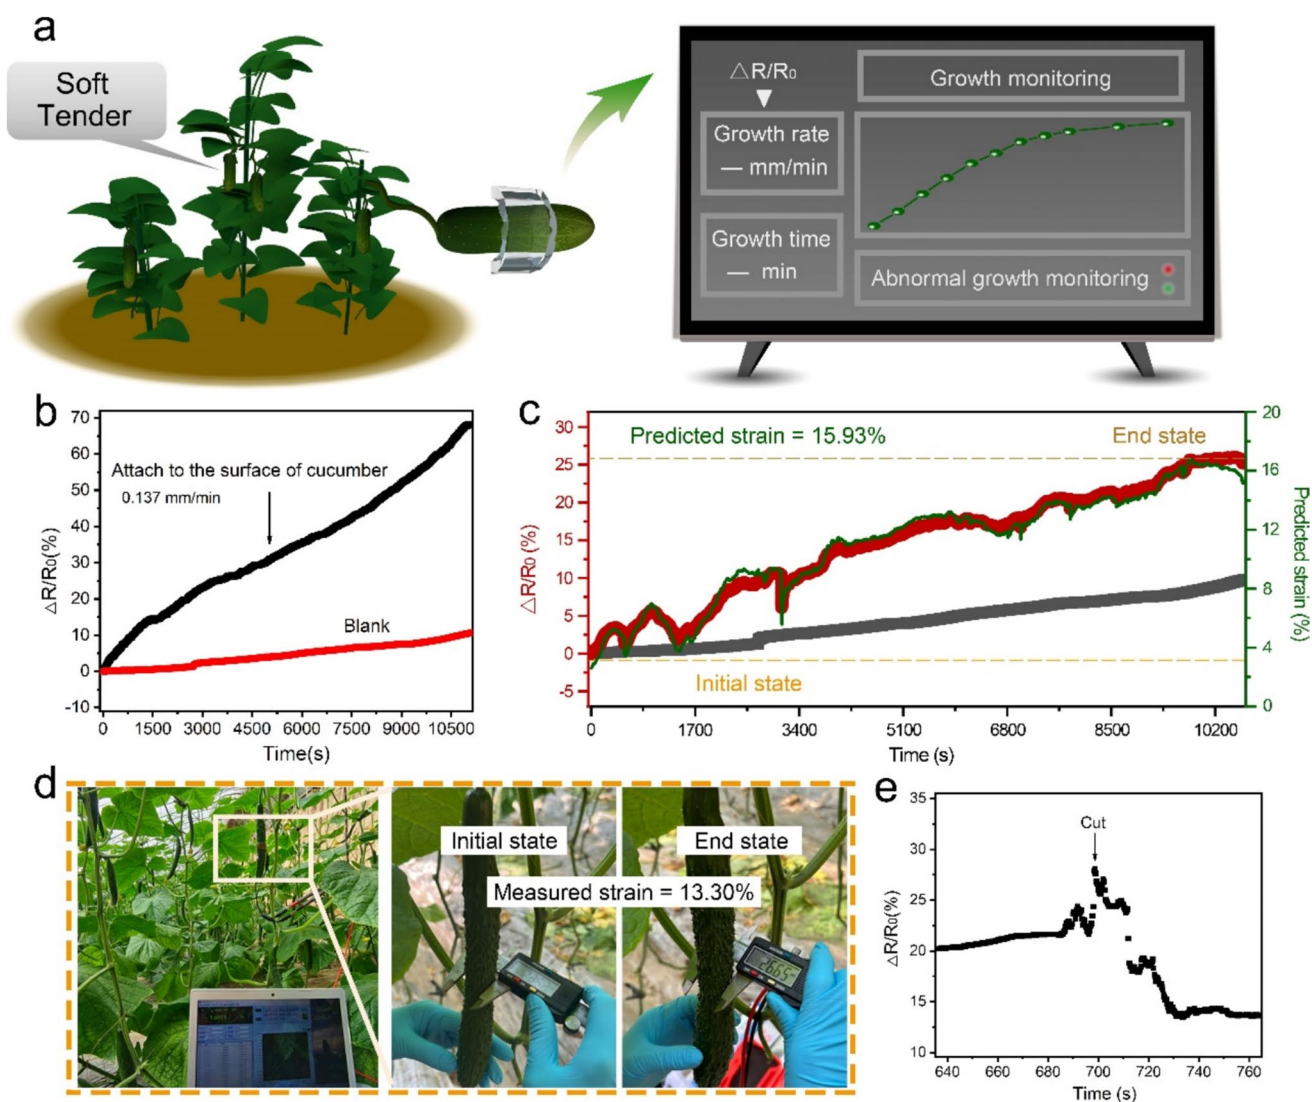 a
Soft
Tender
△R/R0
Growth rate
— mm/min
Growth time
— min
Growth monitoring
Abnormal growth monitoring
b
△R/R0(%)
70
60
50
40
30
20
10
0
-10
Attach to the surface of cucumber
0.137 mm/min
Blank
0 1500 3000 4500 6000 7500 9000 10500
Time(s)
c
△R/R0 (%)
30
25
20
15
10
5
0
-5
Predicted strain = 15.93%
End state
Initial state
20
16
12
8
4
0
Predicted strain (%)
0 1700 3400 5100 6800 8500 10200
Time (s)
d
Initial state
End state
Measured strain = 13.30%
e
△R/R0(%)
35
30
25
20
15
10
Cut
640 660 680 700 720 740 760
Time (s)